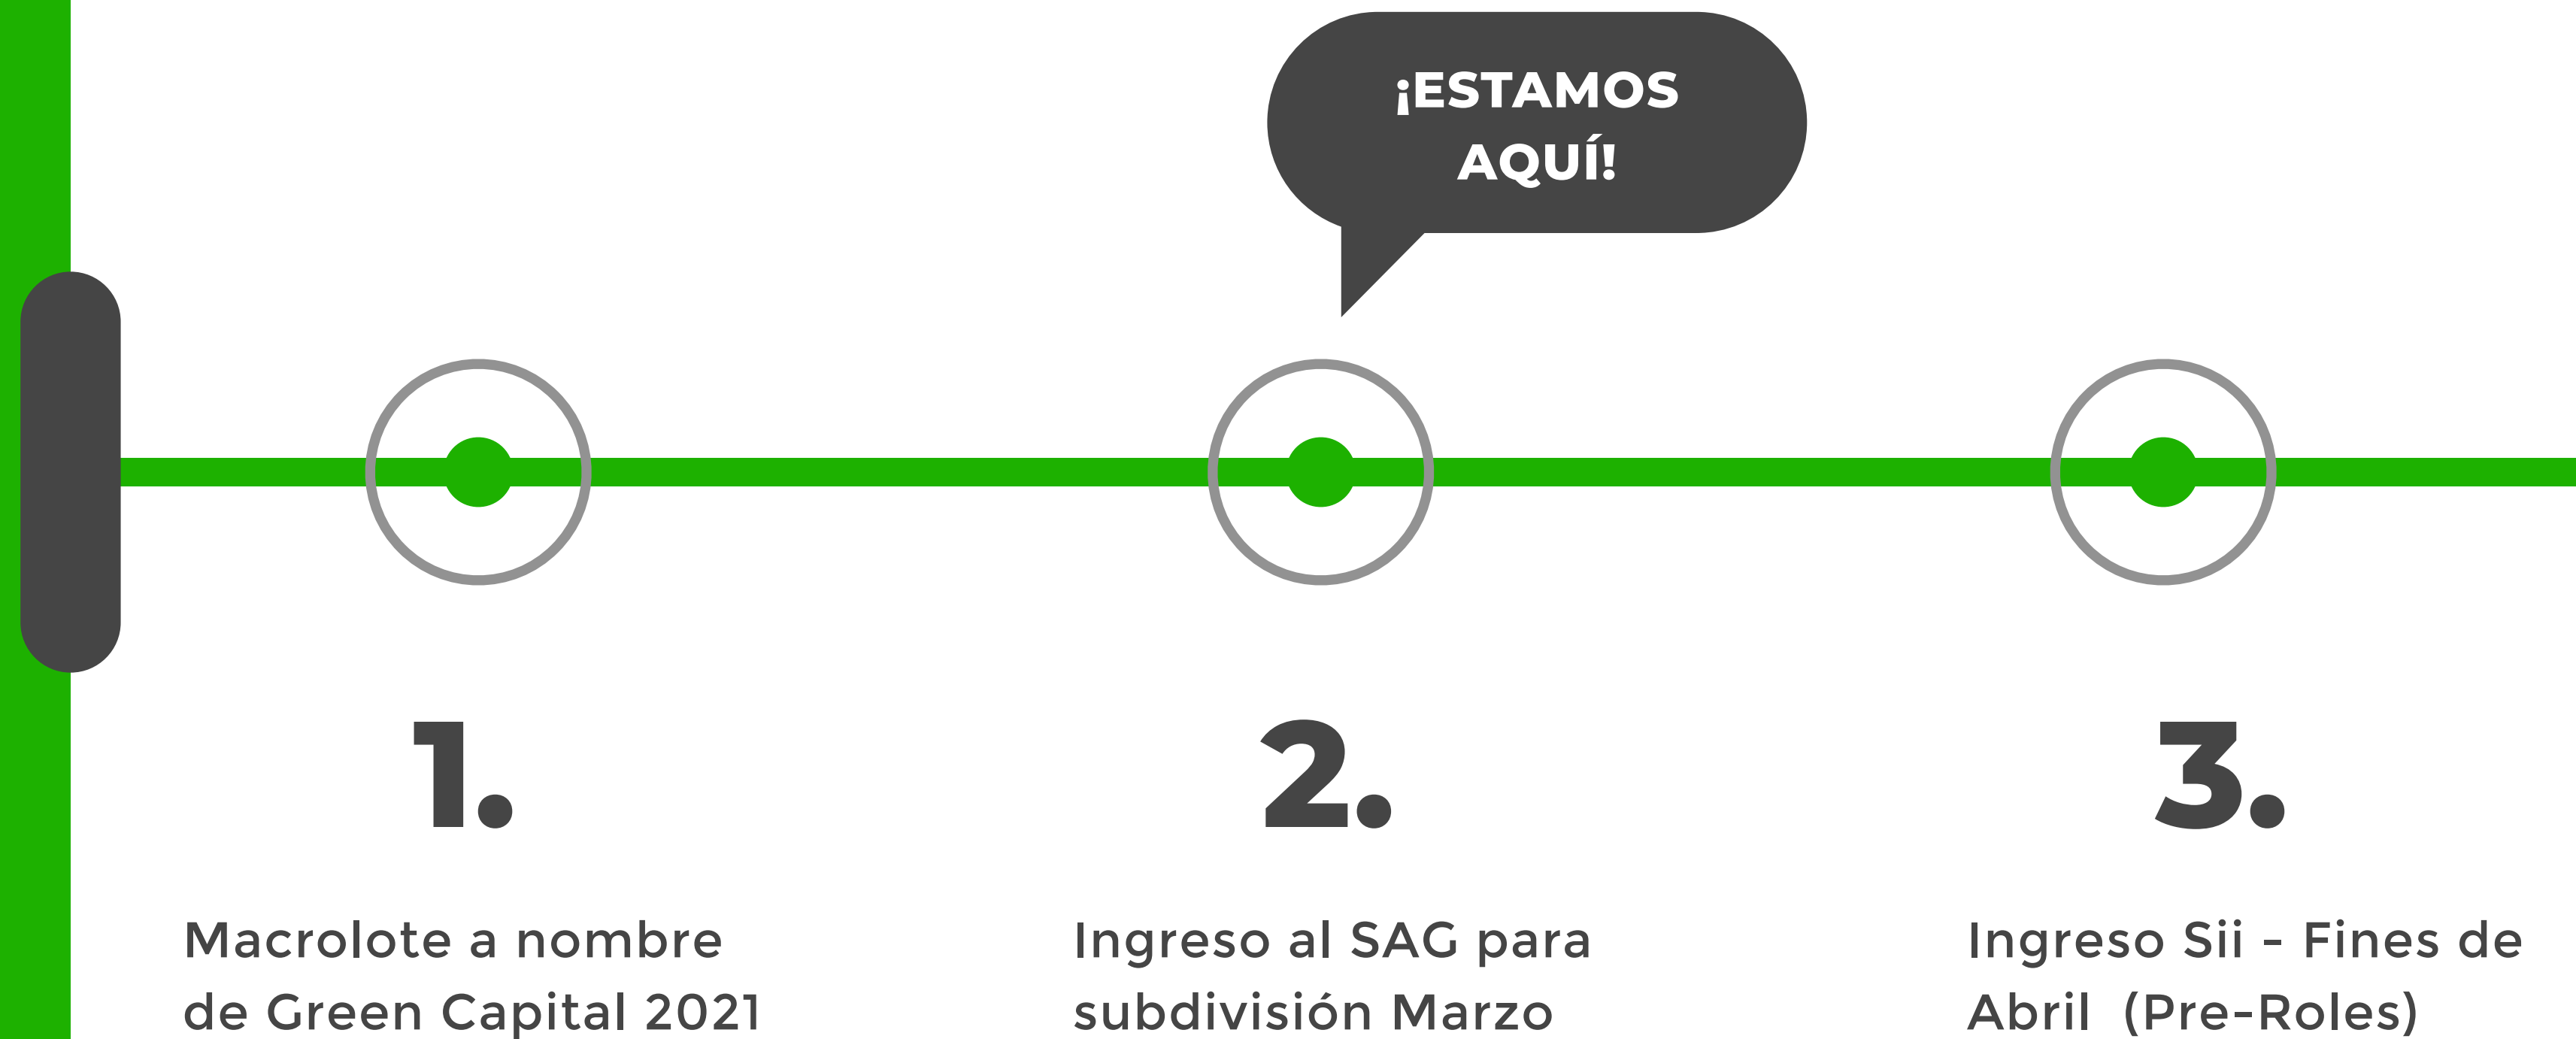 ¡ESTAMOS
AQUÍ!
1.
Macrolote a nombre
de Green Capital 2021
2.
Ingreso al SAG para
subdivisión Marzo
3.
Ingreso Sii - Fines de
Abril (Pre-Roles)